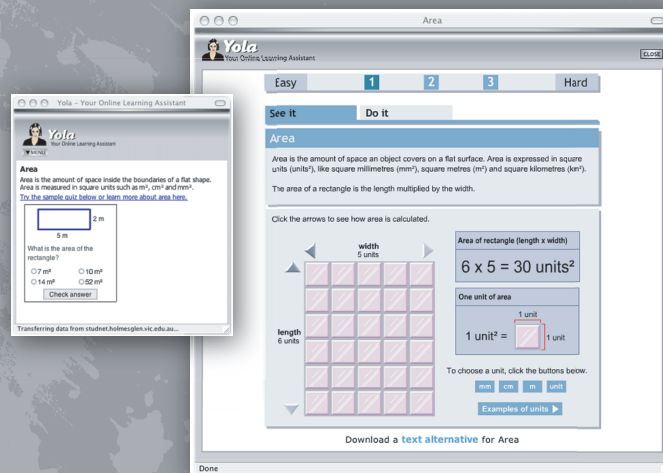 Area
Yola
Your Online Learning Assistant
CLOSE
Easy 1 2 3 Hard
See it Do it
Area
Area is the amount of space an object covers on a flat surface. Area is expressed in square
units (units²), like square millimetres (mm²), square metres (m²) and square kilometres (km²).
The area of a rectangle is the length multiplied by the width.
Click the arrows to see how area is calculated.
width
5 units
length
6 units
Area of rectangle (length x width)
6 x 5 = 30 units²
One unit of area
1 unit
1 unit² =
1 unit
To choose a unit, click the buttons below.
mm cm m unit
Examples of units
Download a text alternative for Area
Done
Yola – Your Online Learning Assistant
Yola
Your Online Learning Assistant
▼MENU
Area
Area is the amount of space inside the boundaries of a flat shape.
Area is measured in square units such as m², cm² and mm².
Try the sample quiz below or learn more about area here.
2 m
5 m
What is the area of the
rectangle?
7 m² 10 m²
14 m² 52 m²
Check answer
Transferring data from studnet.holmesglen.vic.edu.au...